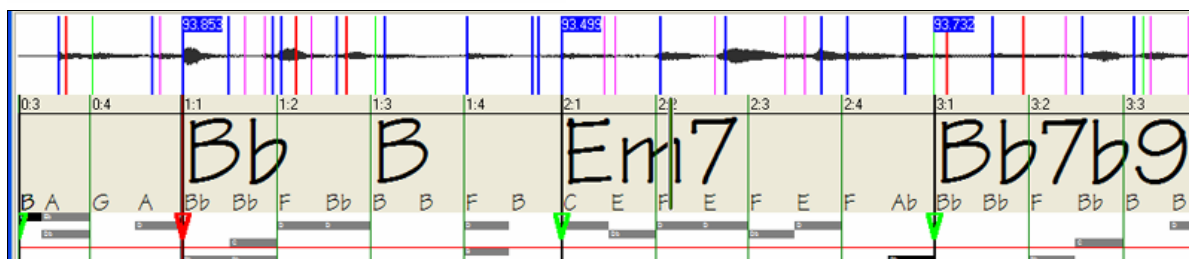 93.853 93.499 93.732
0:3 0:4 1:1 1:2 1:3 1:4 2:1 2:2 2:3 2:4 3:1 3:2 3:3
Bb B Em7 Bb7b9
B A G A Bb Bb F Bb B B F B C E F E F E F Ab Bb Bb F Bb B B